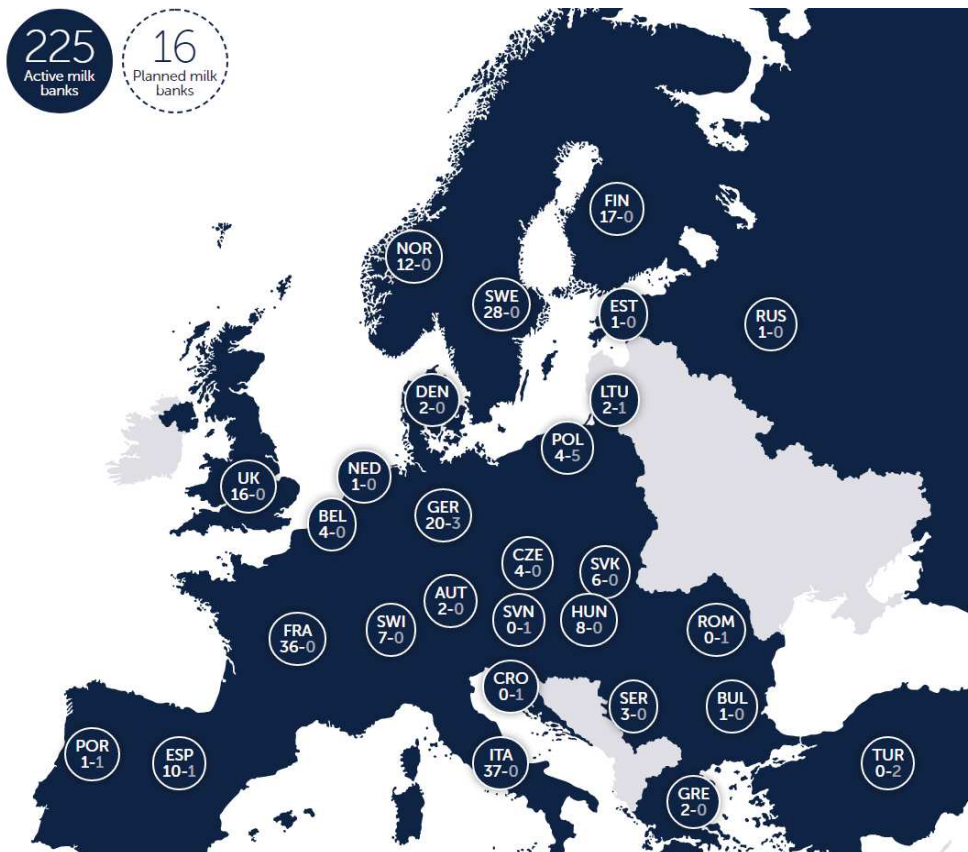 225
Active milk
banks
16
Planned milk
banks
FIN
17-0
NOR
12-0
SWE
28-0
EST
1-0
RUS
1-0
DEN
2-0
LTU
2-1
POL
4-5
NED
1-0
UK
16-0
BEL
4-0
GER
20-3
CZE
4-0
SVK
6-0
AUT
2-0
SVN
0-1
HUN
8-0
FRA
36-0
SWI
7-0
ROM
0-1
CRO
0-1
SER
3-0
BUL
1-0
POR
1-1
ESP
10-1
ITA
37-0
TUR
0-2
GRE
2-0